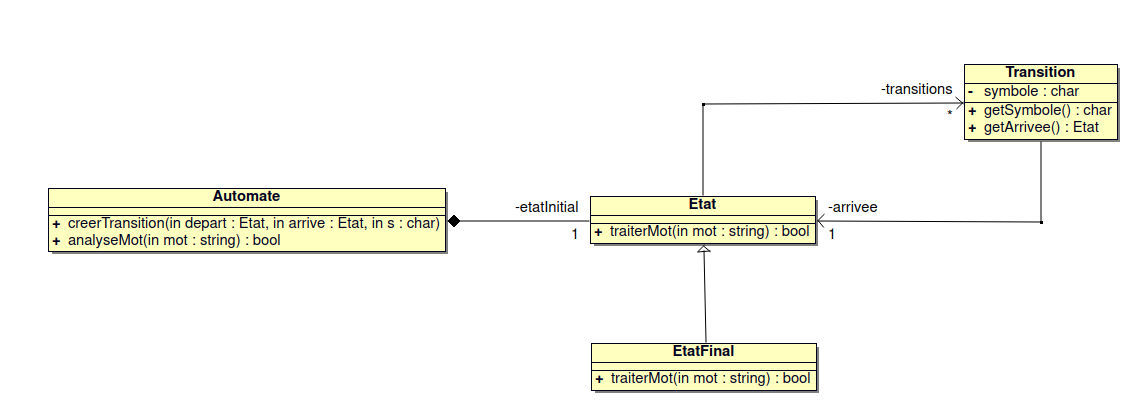 Transition
- symbole : char
+ getSymbole() : char
+ getArrivee() : Etat
-transitions
*
Automate
+ creerTransition(in depart : Etat, in arrive : Etat, in s : char)
+ analyseMot(in mot : string) : bool
-etatInitial
1
Etat
+ traiterMot(in mot : string) : bool
-arrivee
1
EtatFinal
+ traiterMot(in mot : string) : bool